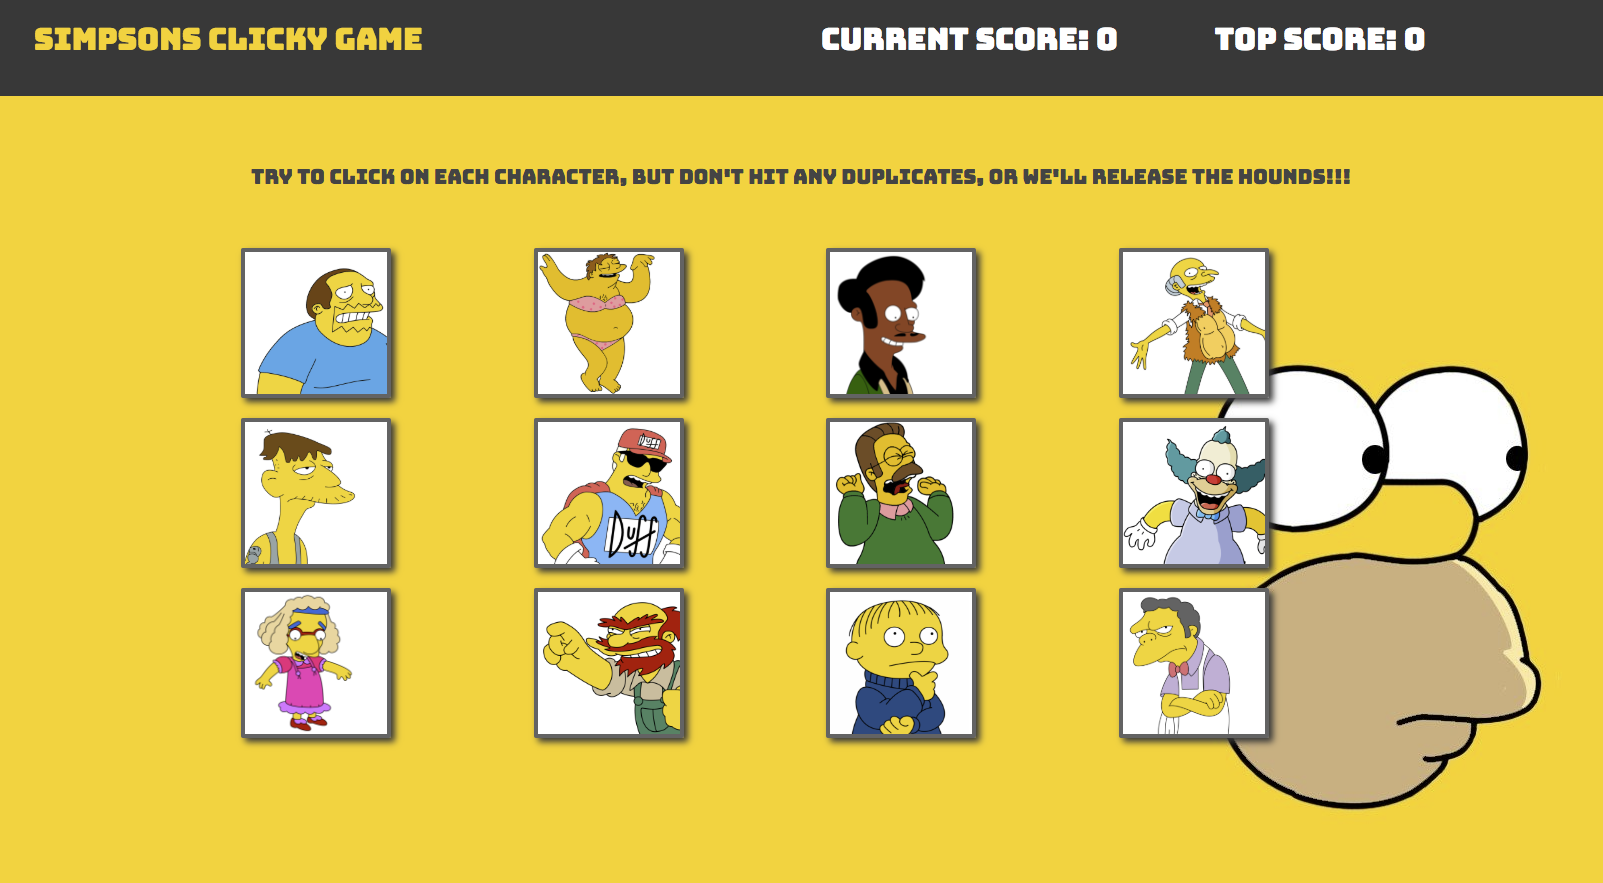 SIMPSONS CLICKY GAME
CURRENT SCORE: 0
TOP SCORE: 0
TRY TO CLICK ON EACH CHARACTER, BUT DON'T HIT ANY DUPLICATES, OR WE'LL RELEASE THE HOUNDS!!!
Duff
Duff